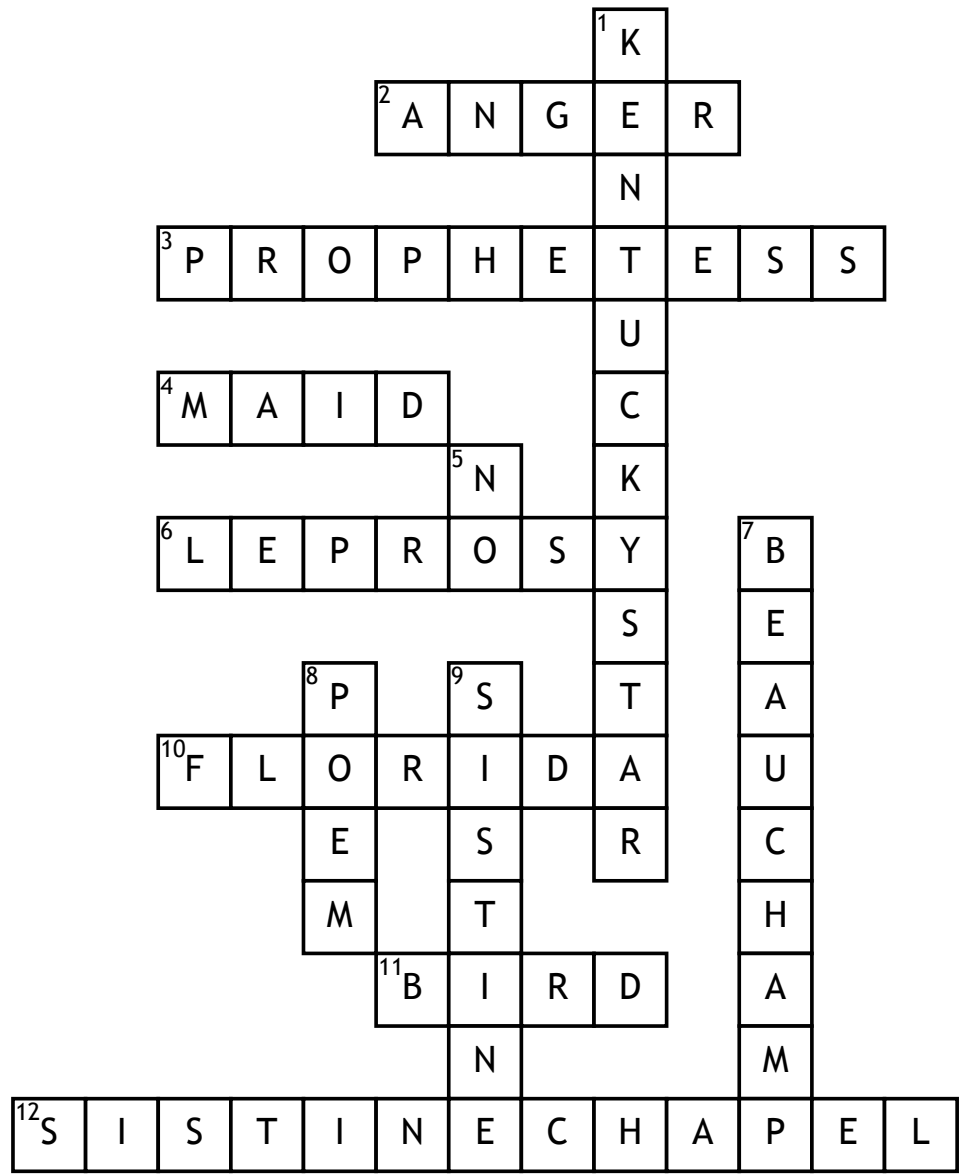 1 K
2 A N G E R
N
3 P R O P H E T E S S
U
4 M A I D C
5 N K
6 L E P R O S Y 7 B
S E
8 P 9 S T A
10 F L O R I D A U
E S R C
M T H
11 B I R D A
N M
12 S I S T I N E C H A P E L